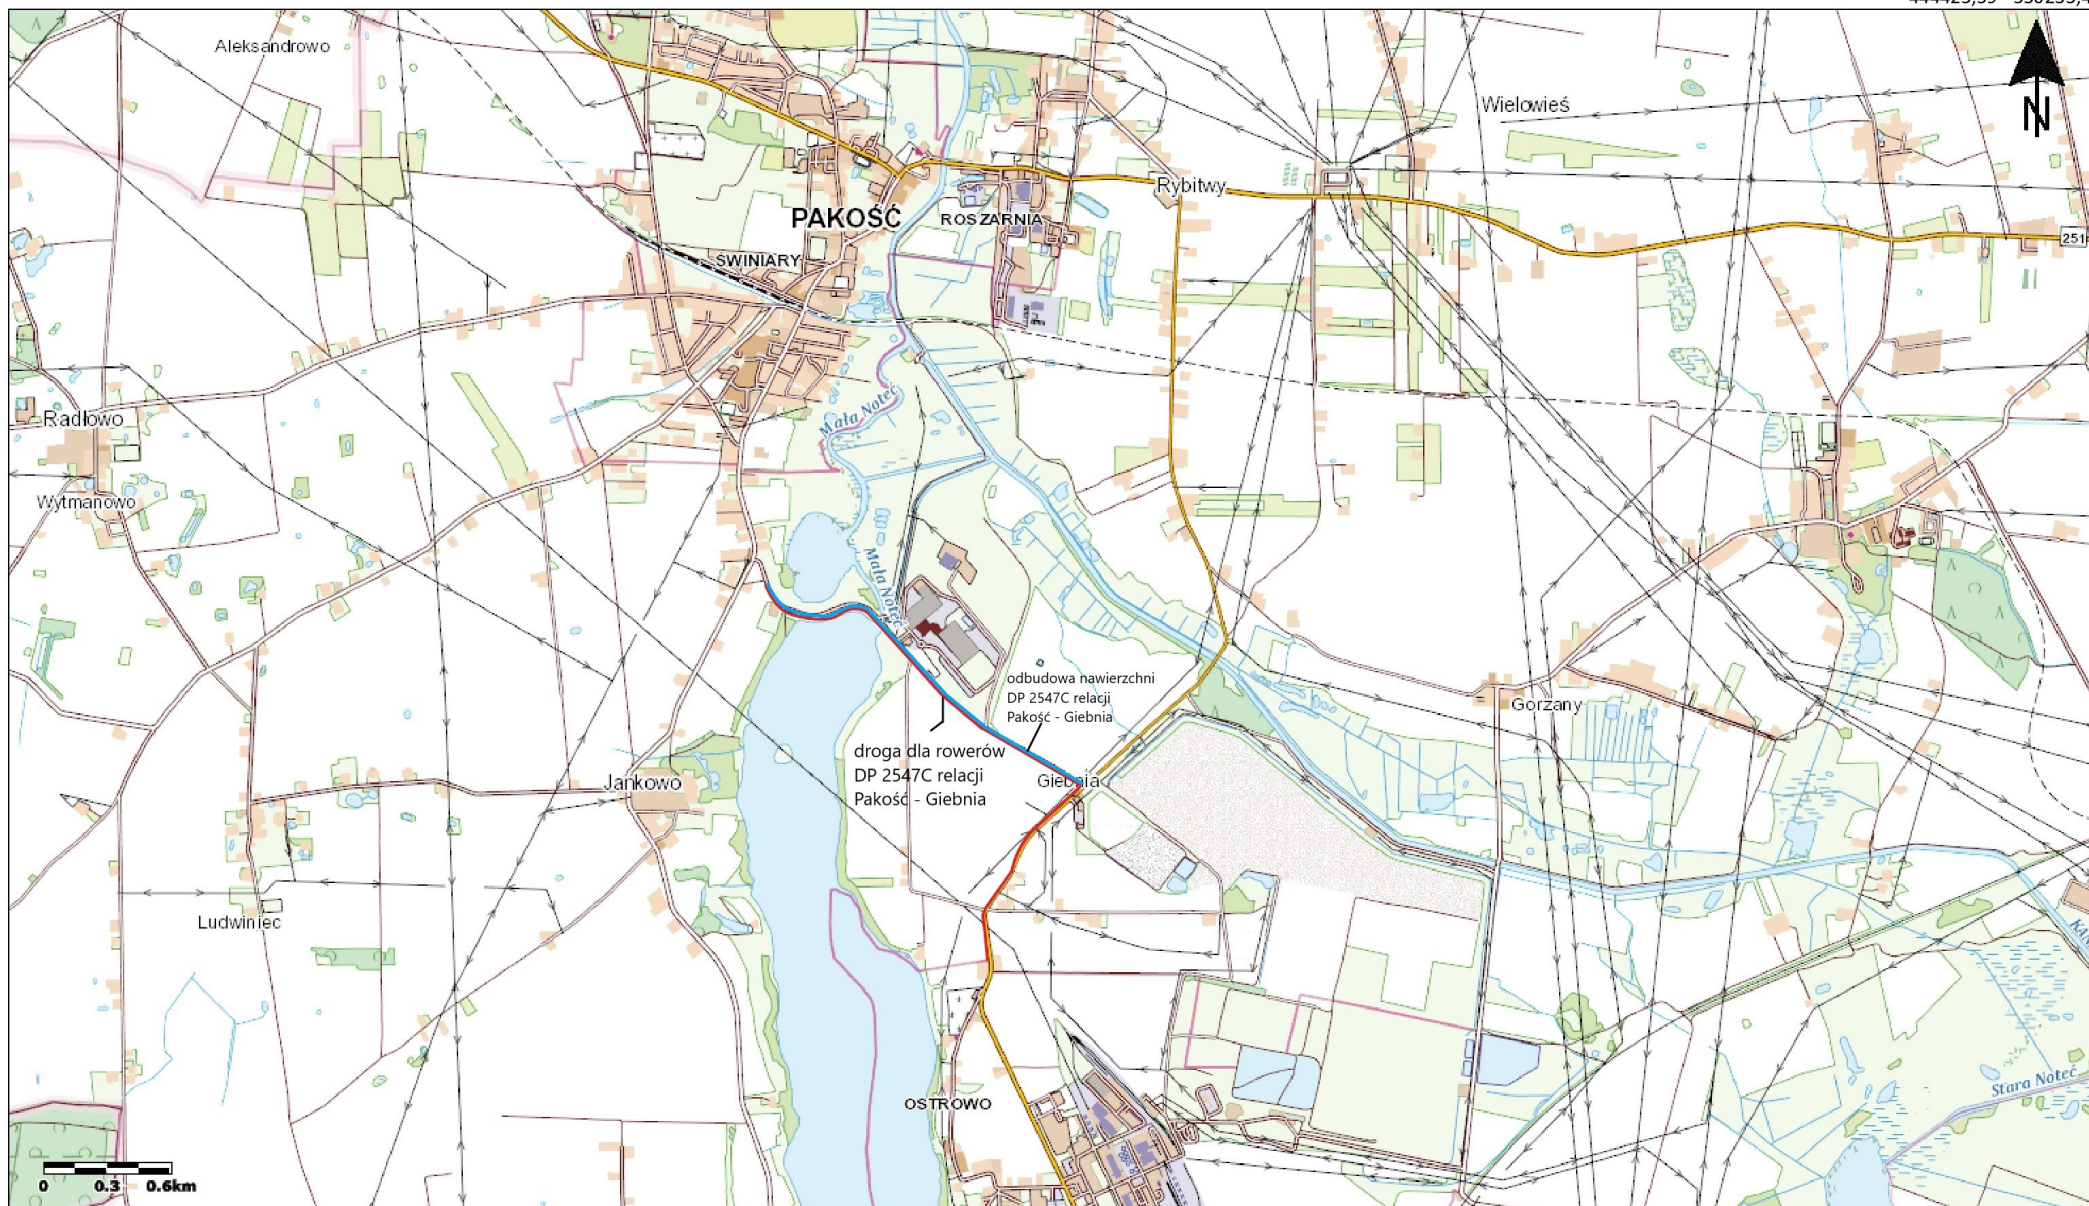 Aleksandrowo
Wielowieś
N
Rybitwy
PAKOŚĆ
ROSZARNIA
251
ŚWINIARY
Mała Noteć
Radłowo
Wytmanowo
Mała Noteć
odbudowa nawierzchni
DP 2547C relacji
Pakość - Giebnia
Gorzany
droga dla rowerów
DP 2547C relacji
Pakość - Giebnia
Giebnia
Jankowo
Ludwiniec
Stara Noteć
OSTROWO
0 0.3 0.6km